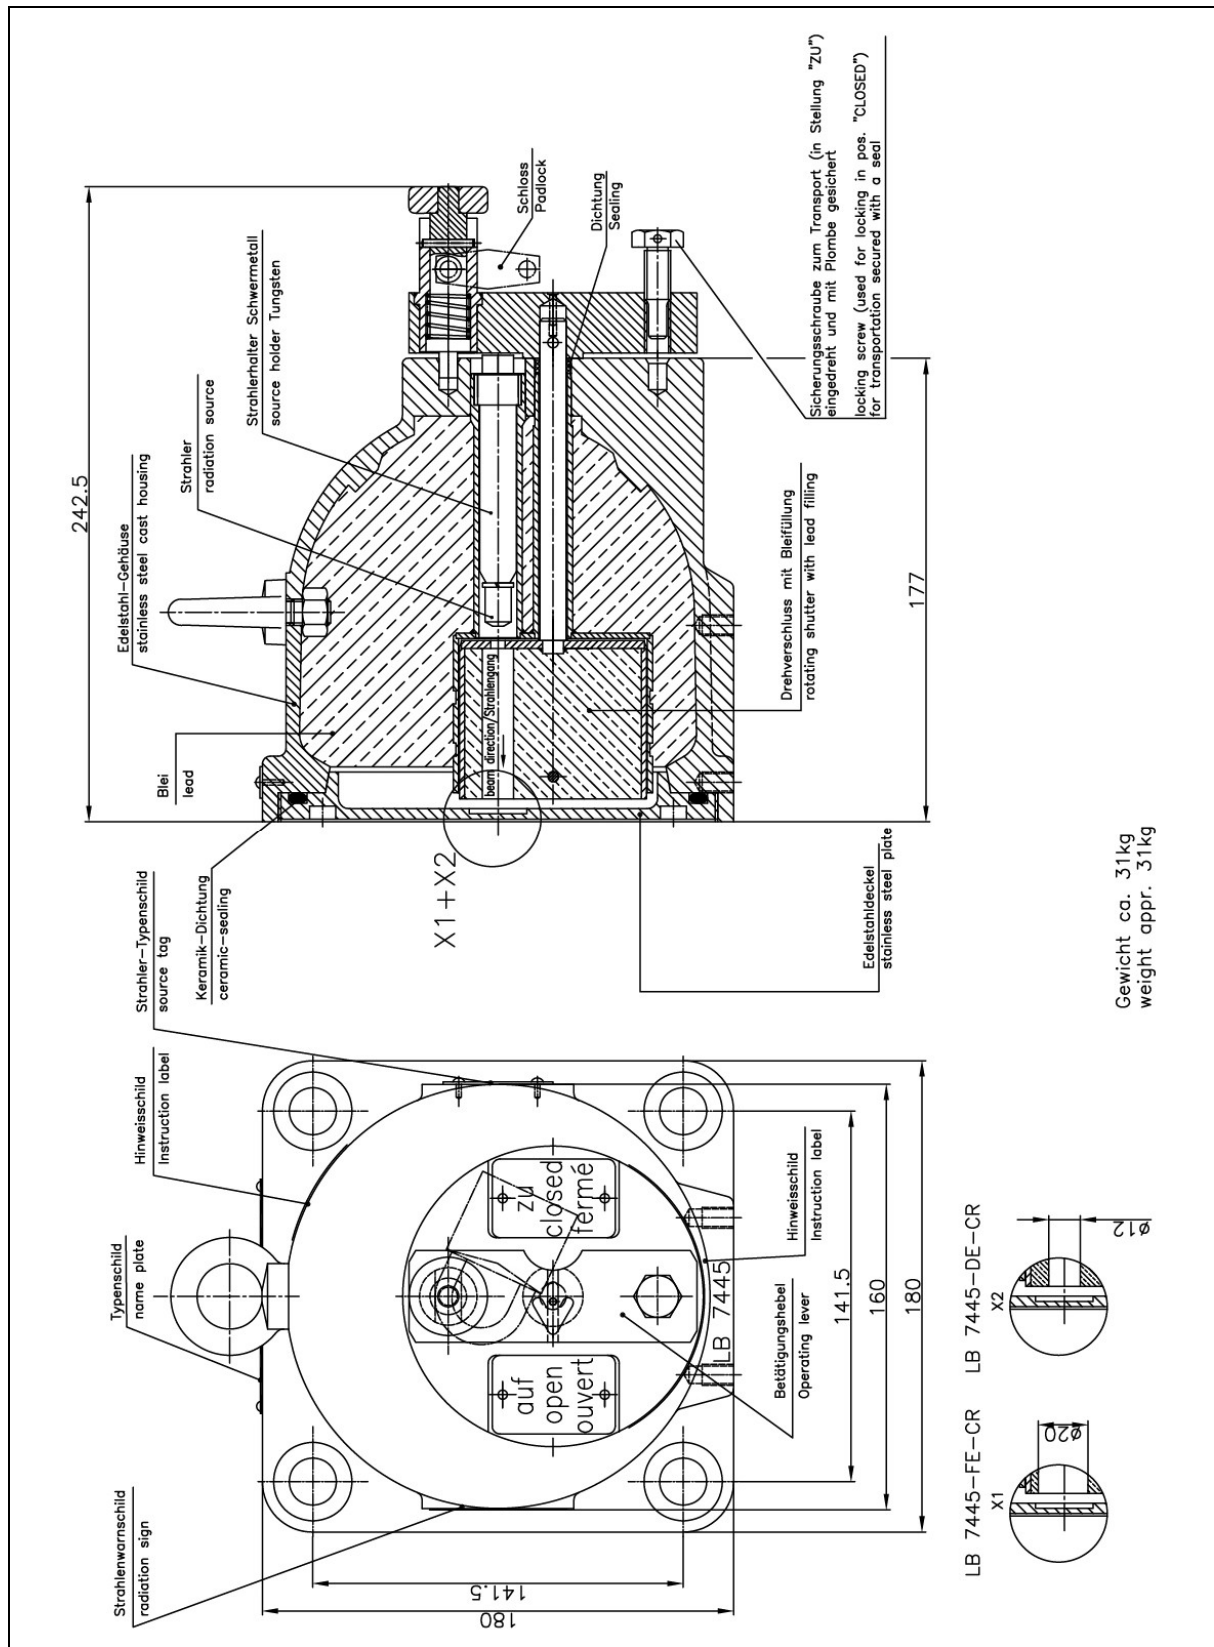 242.5
Edelstahl-Gehäuse
stainless steel cast housing
Strahler
radiation source
Strahlerhalter Schwermetall
source holder Tungsten
Schloss
Padlock
Dichtung
Sealing
Sicherungsschraube zum Transport (in Stellung "ZU")
eingedreht und mit Plombe gesichert
locking screw (used for locking in pos. "CLOSED")
for transportation secured with a seal
Blei
lead
beam direction/Strahlengang
Drehverschluss mit Bleifüllung
rotating shutter with lead filling
177
Keramik-Dichtung
ceramic-sealing
X1+X2
Edelstahldeckel
stainless steel plate
Strahler-Typenschild
source tag
Hinweisschild
Instruction label
Typenschild
name plate
Strahlenwarnschild
radiation sign
auf
open
ouvert
zu
closed
fermé
LB 7445
Hinweisschild
Instruction label
Betätigungshebel
Operating lever
141.5
160
180
141.5
180
LB 7445-FE-CR
X1
ø20
LB 7445-DE-CR
X2
ø12
Gewicht ca. 31kg
weight appr. 31kg